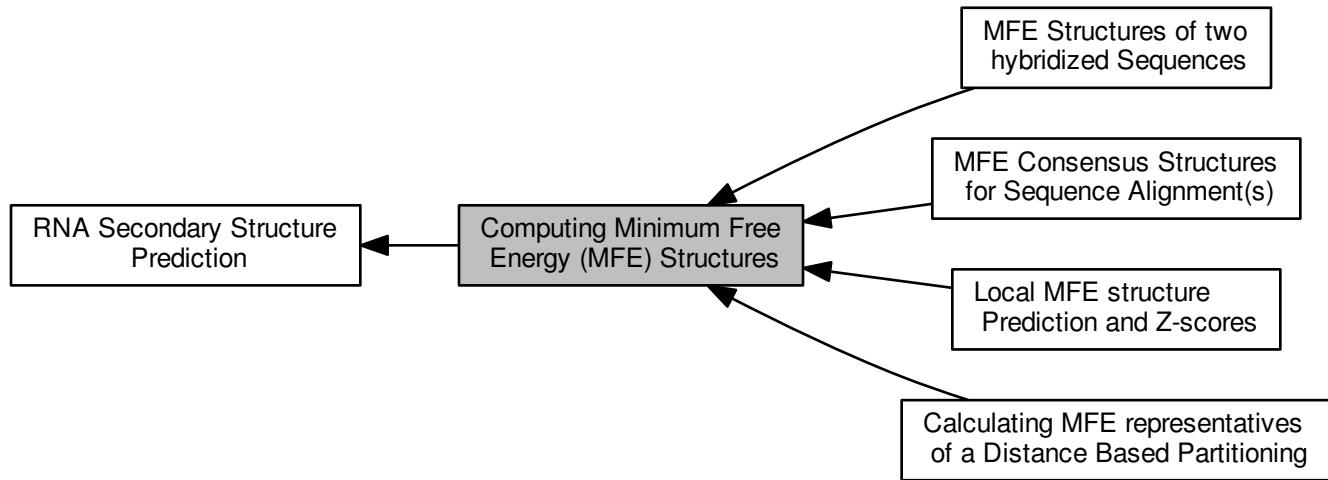 MFE Structures of two
hybridized Sequences
MFE Consensus Structures
for Sequence Alignment(s)
RNA Secondary Structure
Prediction
Computing Minimum Free
Energy (MFE) Structures
Local MFE structure
Prediction and Z-scores
Calculating MFE representatives
of a Distance Based Partitioning